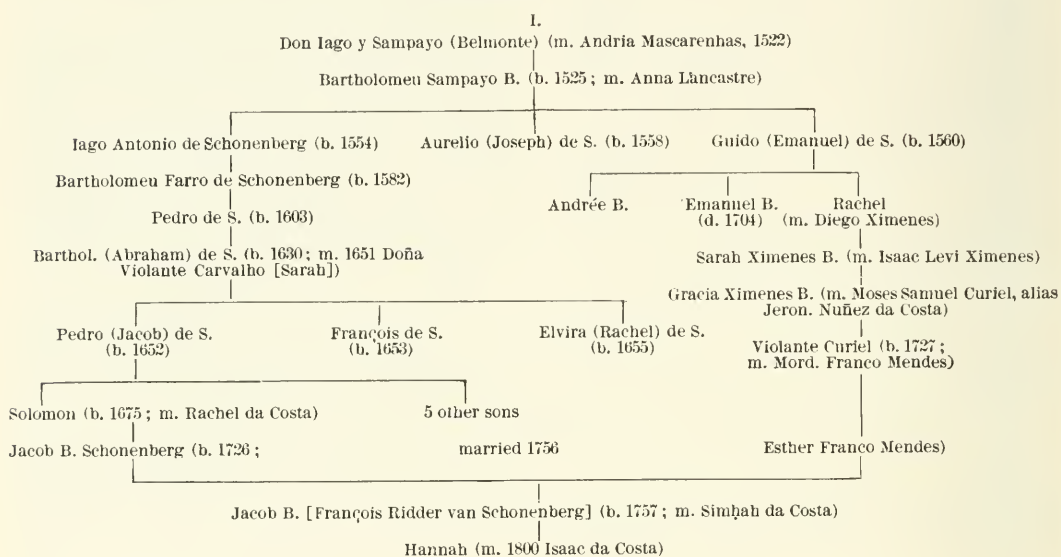 I.
Don Iago y Sampayo (Belmonte) (m. Andria Mascarenhas, 1522)
Bartholomeu Sampayo B. (b. 1525; m. Anna Lancastre)
Iago Antonio de Schonenberg (b. 1554) Aurelio (Joseph) de S. (b. 1558) Guido (Emanuel) de S. (b. 1560)
Bartholomeu Farro de Schonenberg (b. 1582)
Andrée B. Emanuel B. Rachel
(d. 1704) (m. Diego Ximenes)
Pedro de S. (b. 1603)
Barthol. (Abraham) de S. (b. 1630; m. 1651 Doña
Violante Carvalho [Sarah])
Sarah Ximenes B. (m. Isaac Levi Ximenes)
Gracia Ximenes B. (m. Moses Samuel Curiel, alias
Jeron. Nuñez da Costa)
Pedro (Jacob) de S. François de S. Elvira (Rachel) de S.
(b. 1652) (b. 1653) (b. 1655)
Violante Curiel (b. 1727;
m. Mord. Franco Mendes)
Solomon (b. 1675; m. Rachel da Costa) 5 other sons
Jacob B. Schonenberg (b. 1726; married 1756 Esther Franco Mendes)
Jacob B. [François Ridder van Schonenberg] (b. 1757; m. Simḥah da Costa)
Hannah (m. 1800 Isaac da Costa)